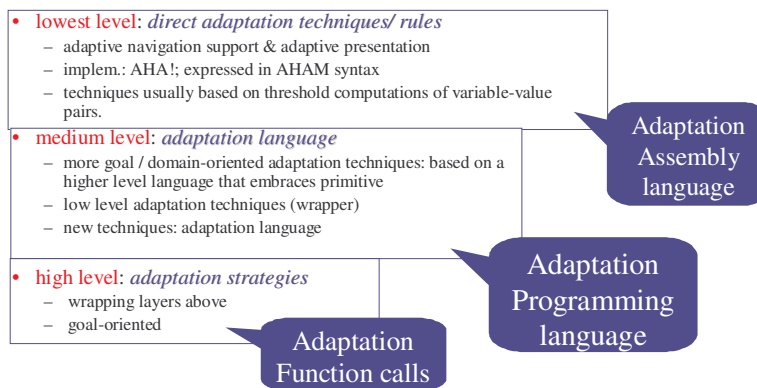 • lowest level: direct adaptation techniques/ rules
– adaptive navigation support & adaptive presentation
– implem.: AHA!; expressed in AHAM syntax
– techniques usually based on threshold computations of variable-value
pairs.
Adaptation
Assembly
language
• medium level: adaptation language
– more goal / domain-oriented adaptation techniques: based on a
higher level language that embraces primitive
– low level adaptation techniques (wrapper)
– new techniques: adaptation language
Adaptation
Programming
language
• high level: adaptation strategies
– wrapping layers above
– goal-oriented
Adaptation
Function calls